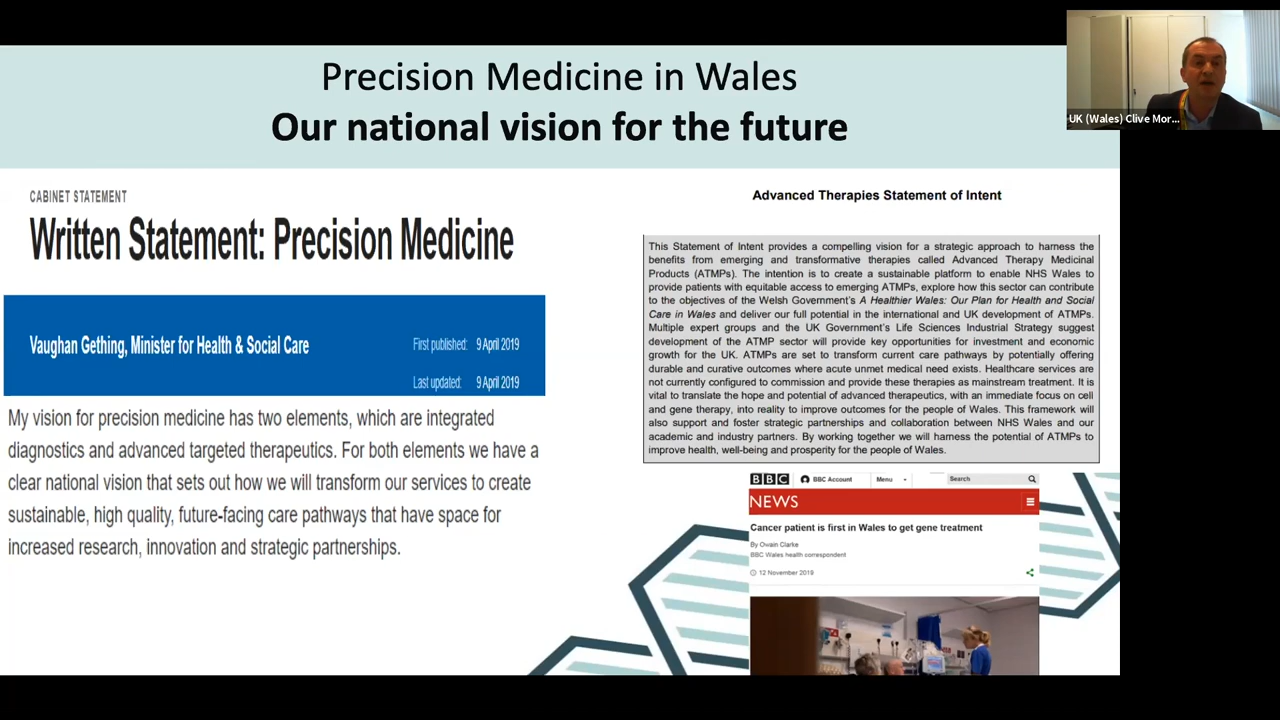 Precision Medicine in Wales
Our national vision for the future
UK (Wales) Clive Mor...
CABINET STATEMENT
Written Statement: Precision Medicine
Vaughan Gething, Minister for Health & Social Care
First published: 9 April 2019
Last updated: 9 April 2019
My vision for precision medicine has two elements, which are integrated
diagnostics and advanced targeted therapeutics. For both elements we have a
clear national vision that sets out how we will transform our services to create
sustainable, high quality, future-facing care pathways that have space for
increased research, innovation and strategic partnerships.
Advanced Therapies Statement of Intent
This Statement of Intent provides a compelling vision for a strategic approach to harness the
benefits from emerging and transformative therapies called Advanced Therapy Medicinal
Products (ATMPs). The intention is to create a sustainable platform to enable NHS Wales to
provide patients with equitable access to emerging ATMPs, explore how this sector can contribute
to the objectives of the Welsh Government's A Healthier Wales: Our Plan for Health and Social
Care in Wales and deliver our full potential in the international and UK development of ATMPs.
Multiple expert groups and the UK Government's Life Sciences Industrial Strategy suggest
development of the ATMP sector will provide key opportunities for investment and economic
growth for the UK. ATMPs are set to transform current care pathways by potentially offering
durable and curative outcomes where acute unmet medical need exists. Healthcare services are
not currently configured to commission and provide these therapies as mainstream treatment. It is
vital to translate the hope and potential of advanced therapeutics, with an immediate focus on cell
and gene therapy, into reality to improve outcomes for the people of Wales. This framework will
also support and foster strategic partnerships and collaboration between NHS Wales and our
academic and industry partners. By working together we will harness the potential of ATMPs to
improve health, well-being and prosperity for the people of Wales.
BBC BBC Account Menu Search
NEWS
Cancer patient is first in Wales to get gene treatment
By Owain Clarke
BBC Wales health correspondent
12 November 2019